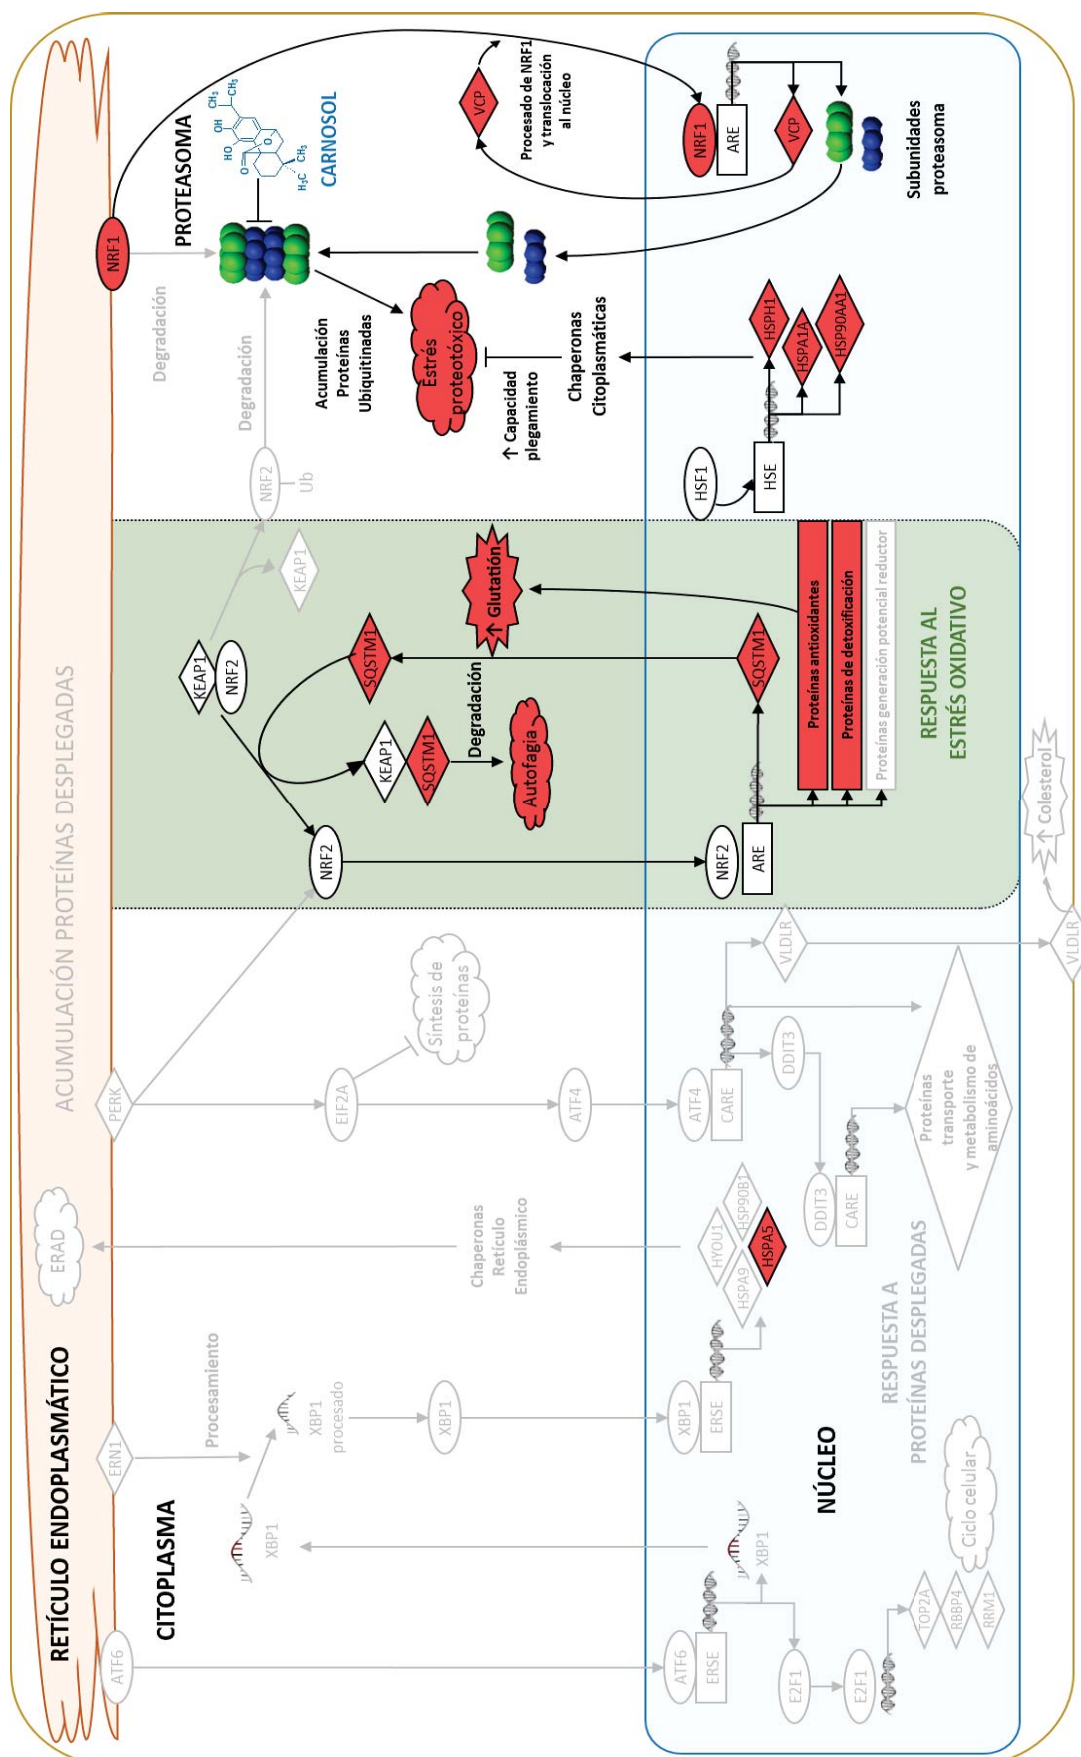 RETÍCULO ENDOPLASMÁTICO
ACUMULACIÓN PROTEÍNAS DESPLEGADAS
ERAD
ATF6
ERN1
PERK
NRF1
CITOPLASMA
Procesamiento
XBP1
XBP1
procesado
XBP1
Chaperonas
Retículo
Endoplásmico
EIF2A
Síntesis de
proteínas
ATF4
KEAP1
NRF2
NRF2
KEAP1
NRF2
Ub
Degradación
Degradación
SQSTM1
KEAP1
SQSTM1
Degradación
Autofagia
↑ Glutatión
PROTEASOMA
CH₃
CH₃
OH
HO
O
O
H₃C
CH₃
CARNOSOL
Acumulación
Proteínas
Ubiquitinadas
Estrés
proteotóxico
↑ Capacidad
plegamiento
Chaperonas
Citoplasmáticas
VCP
Procesado de NRF1
y translocación
al núcleo
ATF6
ERSE
XBP1
E2F1
E2F1
TOP2A
RBBP4
RRM1
Ciclo celular
NÚCLEO
XBP1
ERSE
HYOU1
HSPA9
HSP90B1
HSPA5
RESPUESTA A
PROTEÍNAS DESPLEGADAS
ATF4
CARE
DDIT3
DDIT3
CARE
Proteínas
transporte
y metabolismo de
aminoácidos
VLDLR
VLDLR
↑ Colesterol
NRF2
ARE
SQSTM1
Proteínas antioxidantes
Proteínas de detoxificación
Proteínas generación potencial reductor
RESPUESTA AL
ESTRÉS OXIDATIVO
HSF1
HSE
HSPH1
HSPA1A
HSP90AA1
NRF1
ARE
VCP
Subunidades
proteasoma